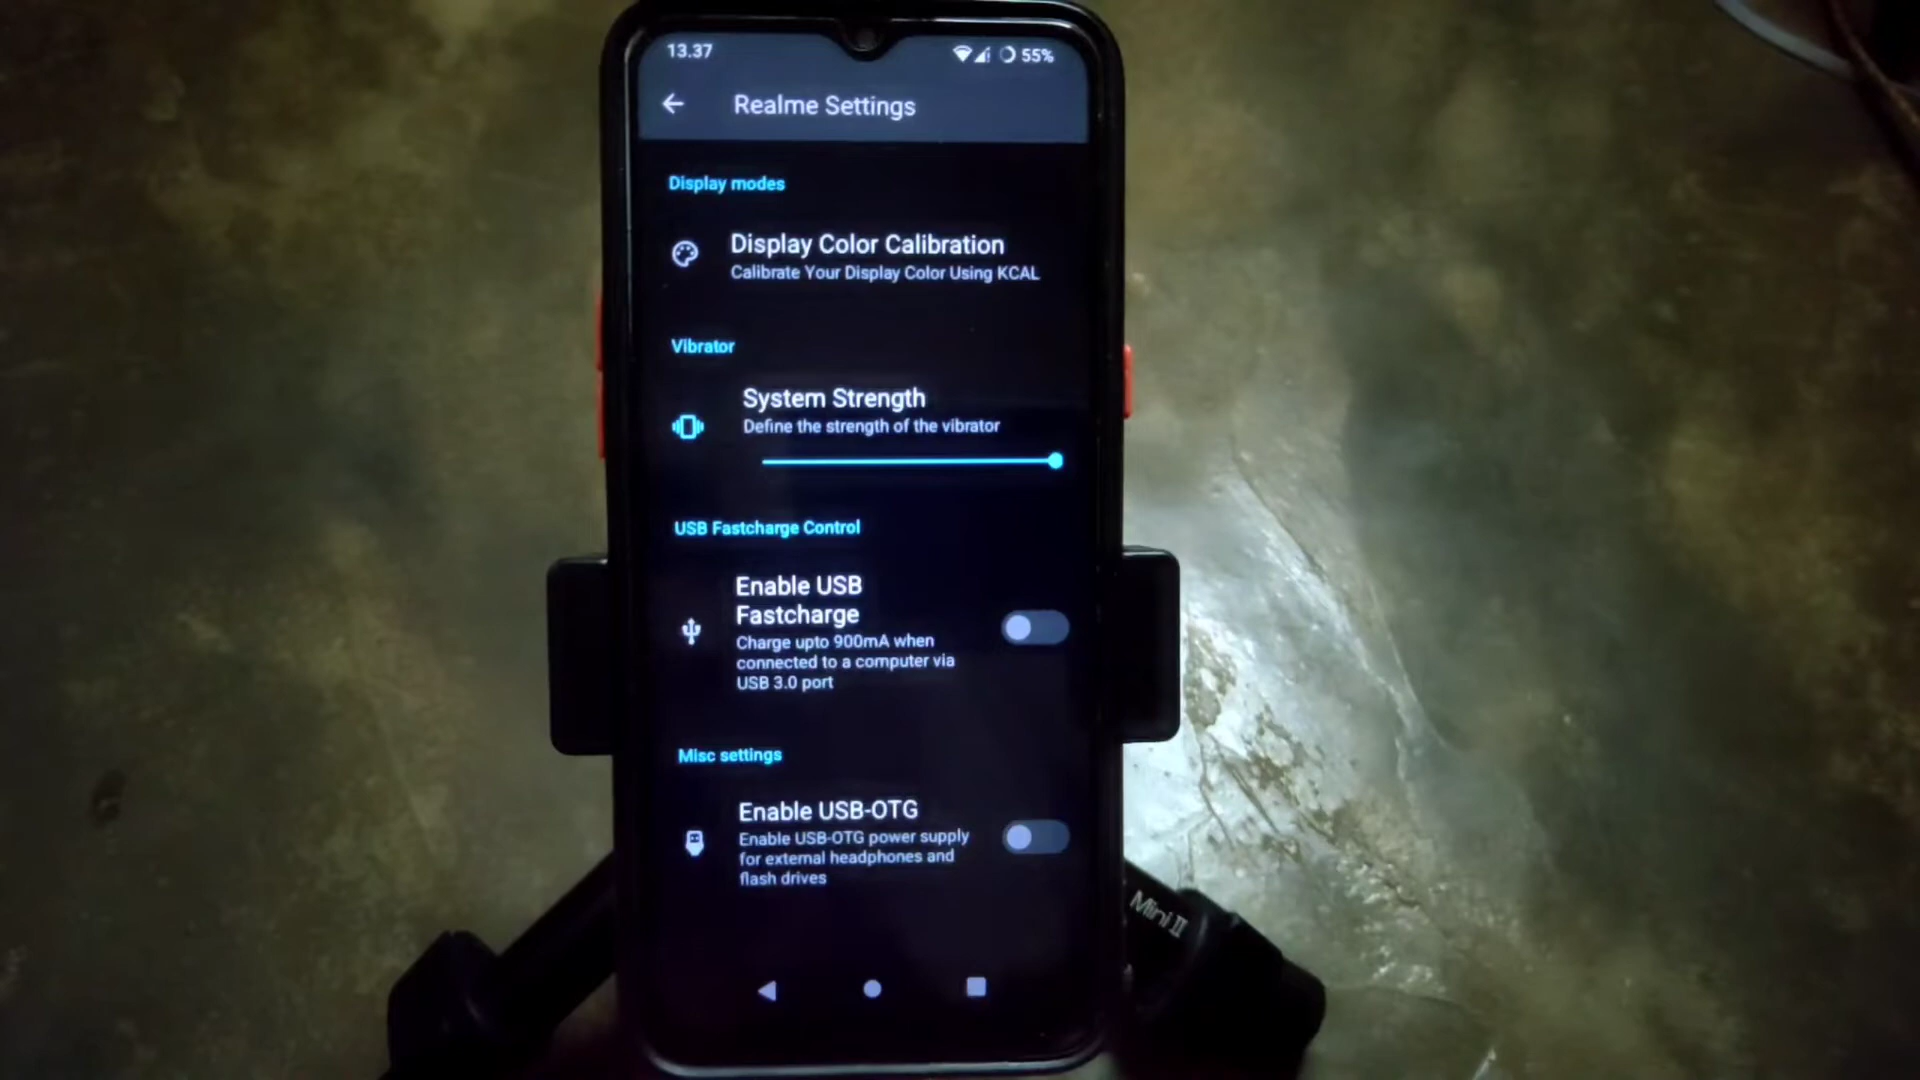 13.37
55%
Realme Settings
Display modes
Display Color Calibration
Calibrate Your Display Color Using KCAL
Vibrator
System Strength
Define the strength of the vibrator
USB Fastcharge Control
Enable USB
Fastcharge
Charge upto 900mA when
connected to a computer via
USB 3.0 port
Misc settings
Enable USB-OTG
Enable USB-OTG power supply
for external headphones and
flash drives
Mini II